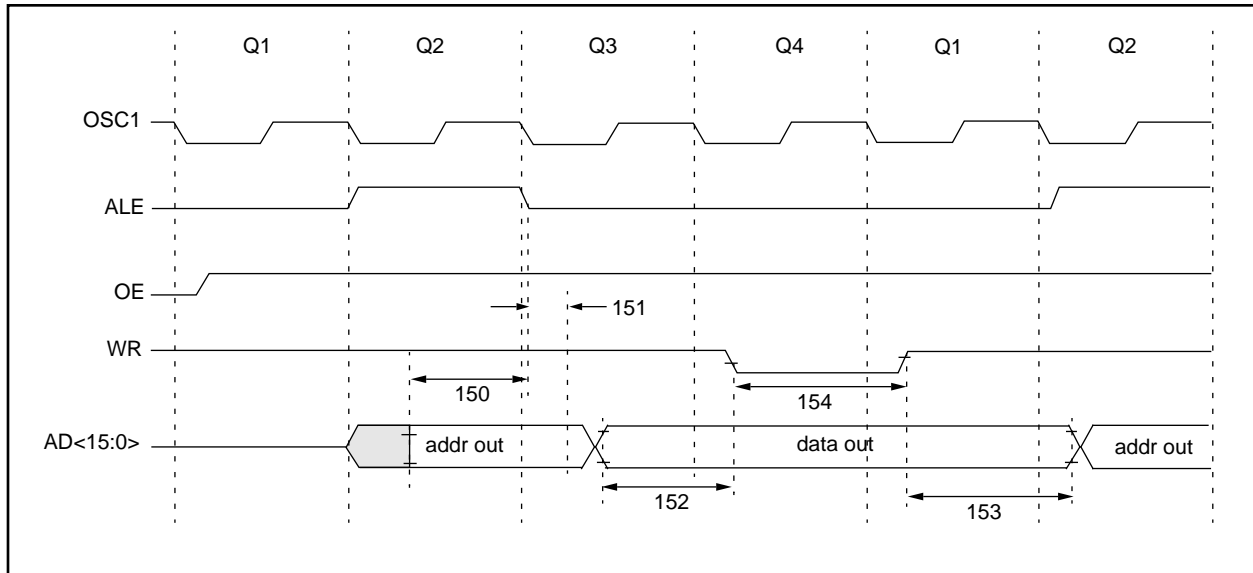 Q1 Q2 Q3 Q4 Q1 Q2
OSC1
ALE
OE
151
WR
150
154
AD<15:0>
addr out
data out
addr out
152
153